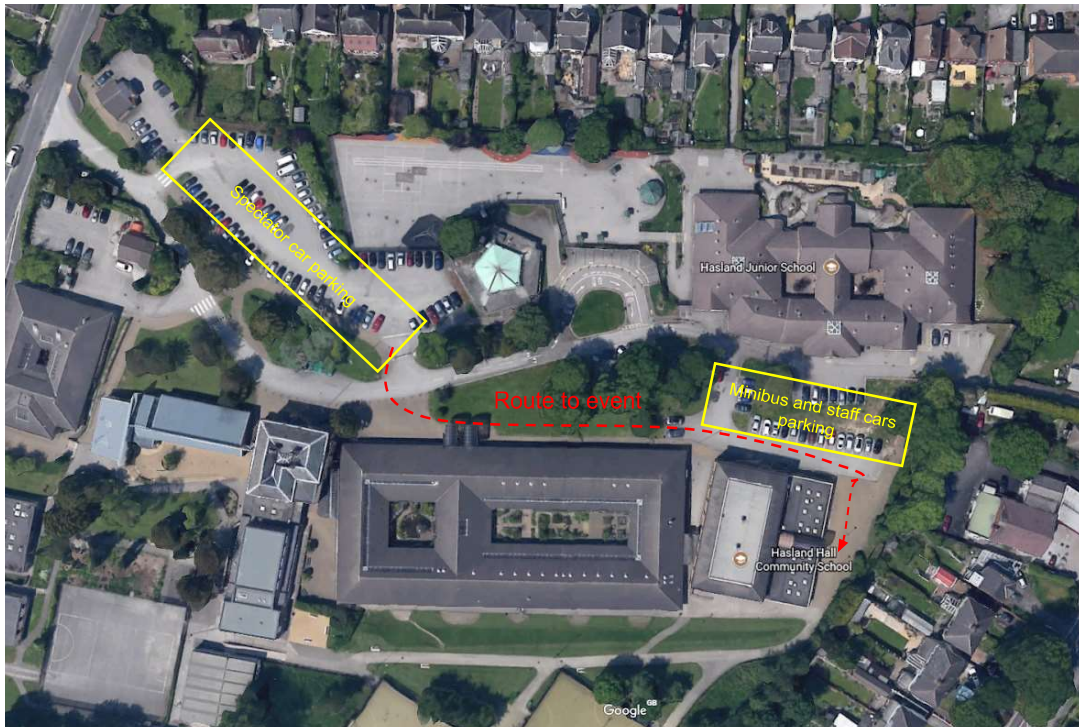 Spectator car parking
Hasland Junior School
Route to event
Minibus and staff cars
parking
Hasland Hall
Community School
Google
GB